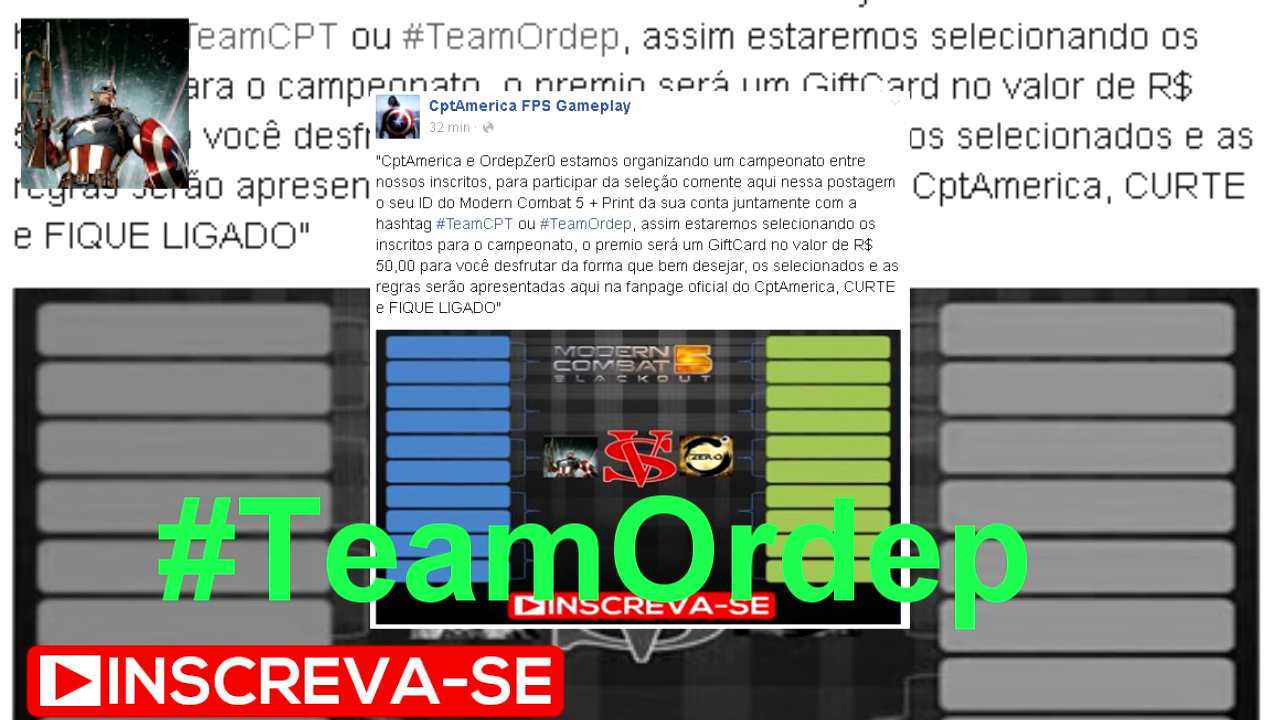 #TeamCPT ou #TeamOrdep, assim estaremos selecionando os
para o campeonato, o premio será um GiftCard no valor de R$
você desfr
os selecionados e as
regras serão apresen
CptAmerica, CURTE
e FIQUE LIGADO"
CptAmerica FPS Gameplay
32 min ·
"CptAmerica e OrdepZer0 estamos organizando um campeonato entre
nossos inscritos, para participar da seleção comente aqui nessa postagem
o seu ID do Modern Combat 5 + Print da sua conta juntamente com a
hashtag #TeamCPT ou #TeamOrdep, assim estaremos selecionando os
inscritos para o campeonato, o premio será um GiftCard no valor de R$
50,00 para você desfrutar da forma que bem desejar, os selecionados e as
regras serão apresentadas aqui na fanpage oficial do CptAmerica, CURTE
e FIQUE LIGADO"
MODERN
COMBAT 5
BLACKOUT
VS
ZERO
#TeamOrdep
INSCREVA-SE
INSCREVA-SE